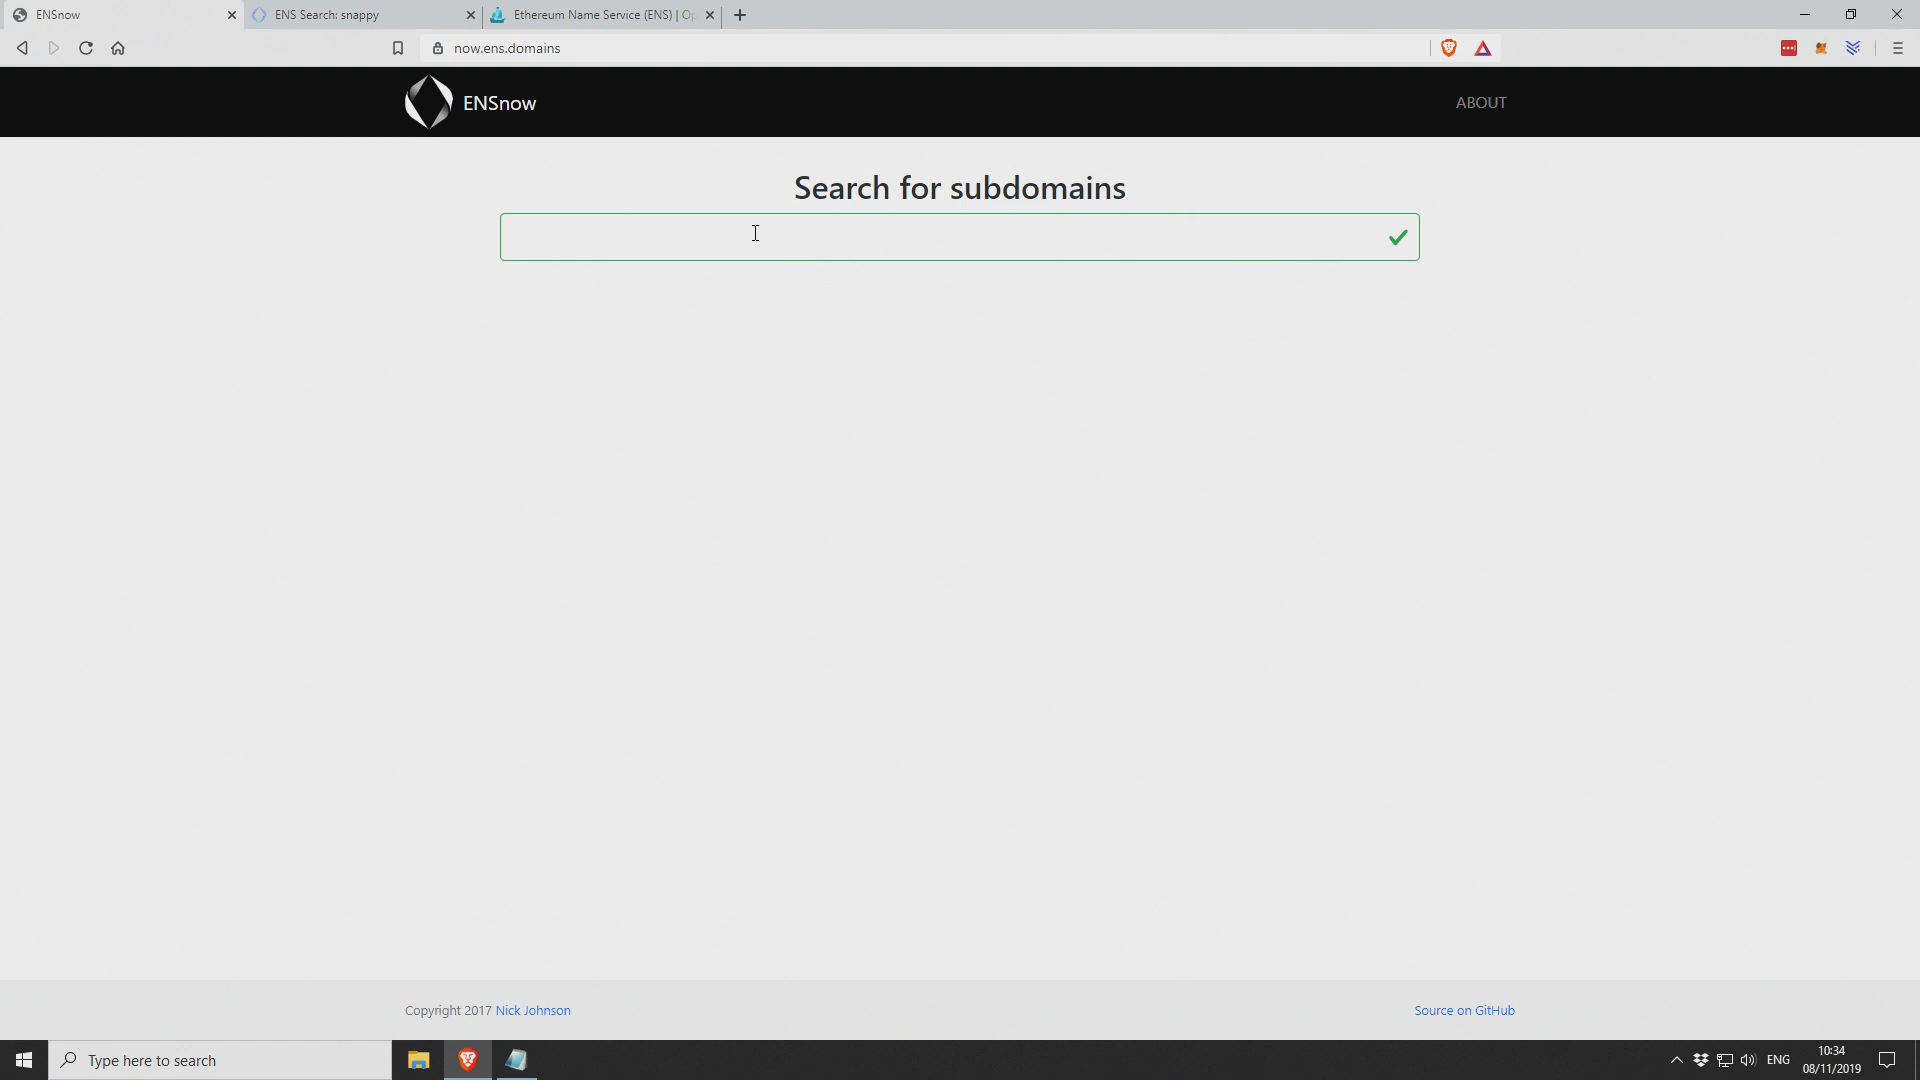 ENSnow
ENS Search: snappy
Ethereum Name Service (ENS) | Op
now.ens.domains
ENSnow
ABOUT
Search for subdomains
Copyright 2017 Nick Johnson
Source on GitHub
Type here to search
ENG
10:34
08/11/2019